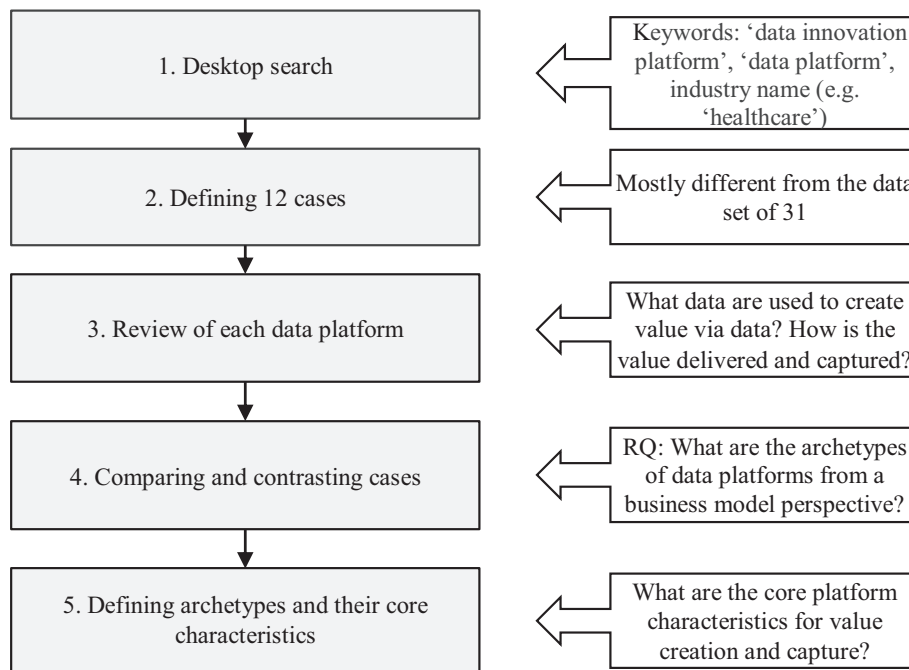 1. Desktop search
Keywords: ‘data innovation
platform’, ‘data platform’,
industry name (e.g.
‘healthcare’)
2. Defining 12 cases
Mostly different from the data
set of 31
3. Review of each data platform
What data are used to create
value via data? How is the
value delivered and captured?
4. Comparing and contrasting cases
RQ: What are the archetypes
of data platforms from a
business model perspective?
5. Defining archetypes and their core
characteristics
What are the core platform
characteristics for value
creation and capture?